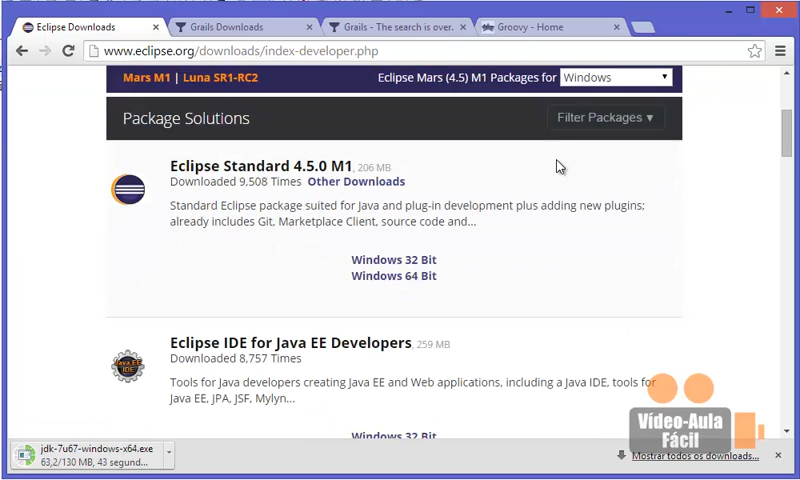 Eclipse Downloads
Grails Downloads
Grails - The search is over.
Groovy - Home
www.eclipse.org/downloads/index-developer.php
Mars M1 | Luna SR1-RC2
Eclipse Mars (4.5) M1 Packages for
Windows
Package Solutions
Filter Packages
Eclipse Standard 4.5.0 M1, 206 MB
Downloaded 9,508 Times Other Downloads
Standard Eclipse package suited for Java and plug-in development plus adding new plugins;
already includes Git, Marketplace Client, source code and...
Windows 32 Bit
Windows 64 Bit
Eclipse IDE for Java EE Developers, 259 MB
Downloaded 8,757 Times
Tools for Java developers creating Java EE and Web applications, including a Java IDE, tools for
Java EE, JPA, JSF, Mylyn...
Java EE
IDE
Windows 32 Bit
Vídeo-Aula
Fácil
jdk-7u67-windows-x64.exe
63,2/130 MB, 43 segund...
Mostrar todos os downloads...